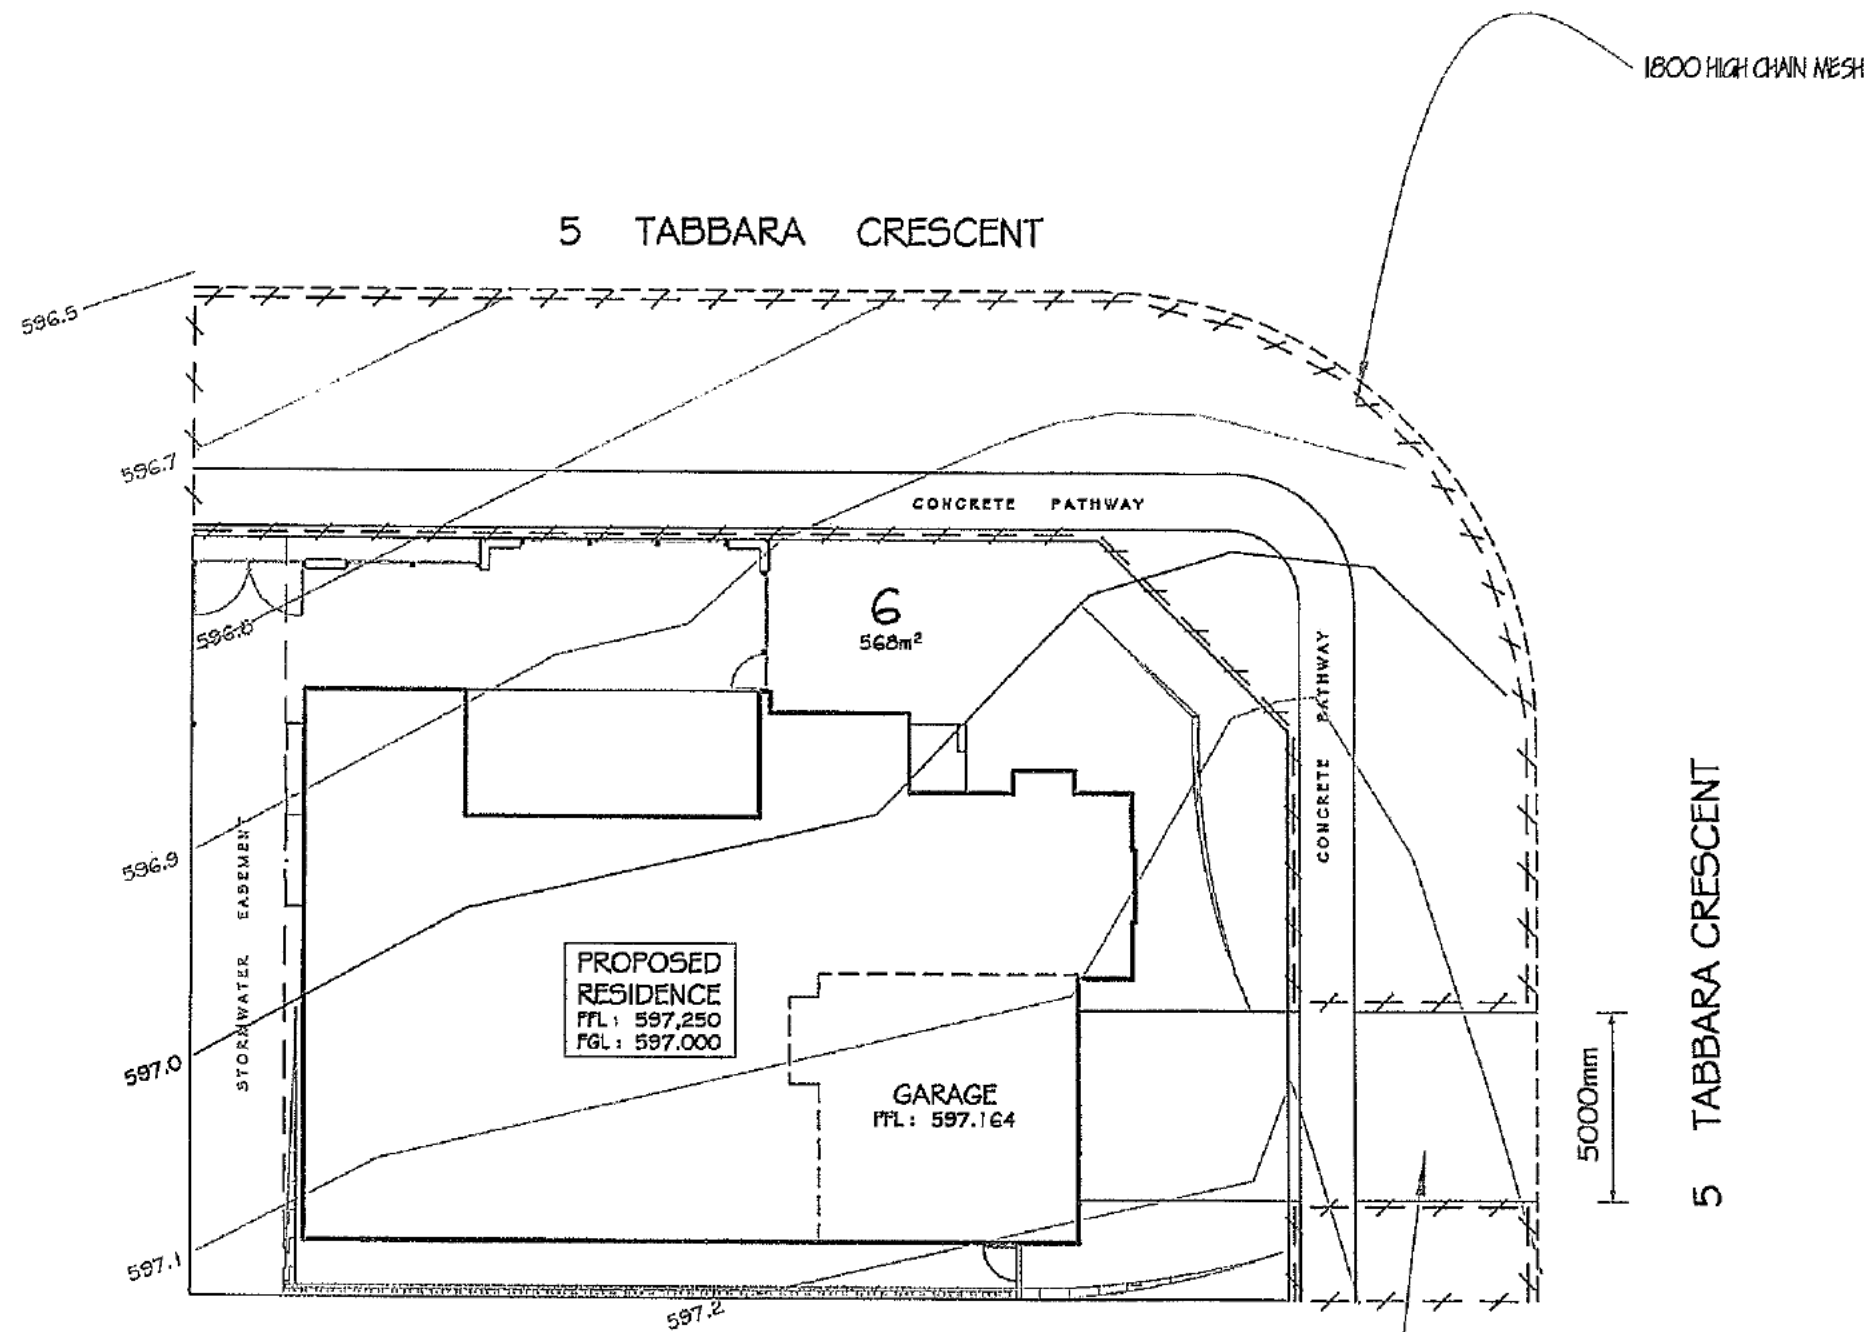 1800 HIGH CHAIN MESH
5 TABBARA CRESCENT
596.5
596.7
CONCRETE PATHWAY
6
568m²
596.8
CONCRETE PATHWAY
5 TABBARA CRESCENT
596.9
STORMWATER EASEMENT
PROPOSED
RESIDENCE
FFL: 597,250
FGL: 597.000
597.0
GARAGE
FFL: 597.164
5000mm
597.1
597.2